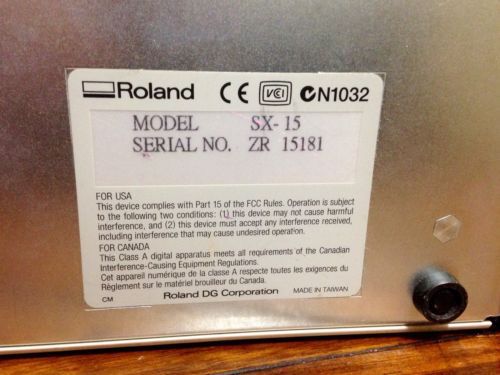 Roland CE VCI N1032
MODEL SX-15
SERIAL NO. ZR 15181
FOR USA
This device complies with Part 15 of the FCC Rules. Operation is subject
to the following two conditions: (1) this device may not cause harmful
interference, and (2) this device must accept any interference received,
including interference that may cause undesired operation.
FOR CANADA
This Class A digital apparatus meets all requirements of the Canadian
Interference-Causing Equipment Regulations.
Cet appareil numérique de la classe A respecte toutes les exigences du
Règlement sur le matériel brouilleur du Canada.
CM Roland DG Corporation MADE IN TAIWAN